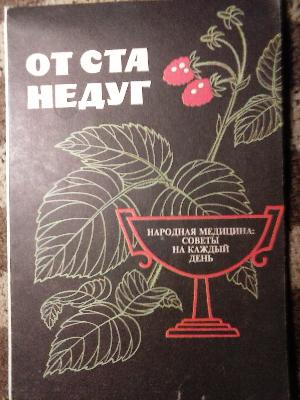 ОТ СТА
НЕДУГ
НАРОДНАЯ МЕДИЦИНА:
СОВЕТЫ
НА КАЖДЫЙ
ДЕНЬ